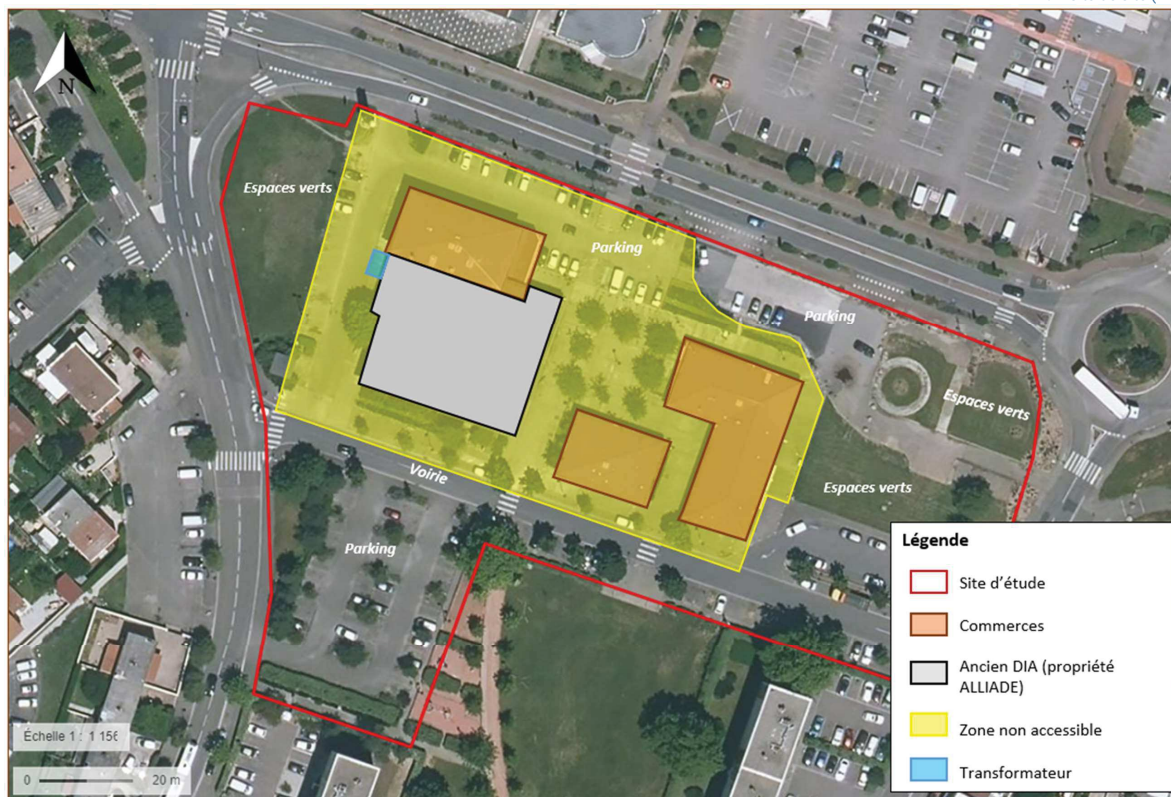 N
Espaces verts
Parking
Parking
Espaces verts
Espaces verts
Voirie
Parking
Légende
Site d'étude
Commerces
Ancien DIA (propriété
ALLIADE)
Zone non accessible
Transformateur
Échelle 1 : 1 156
0 20 m